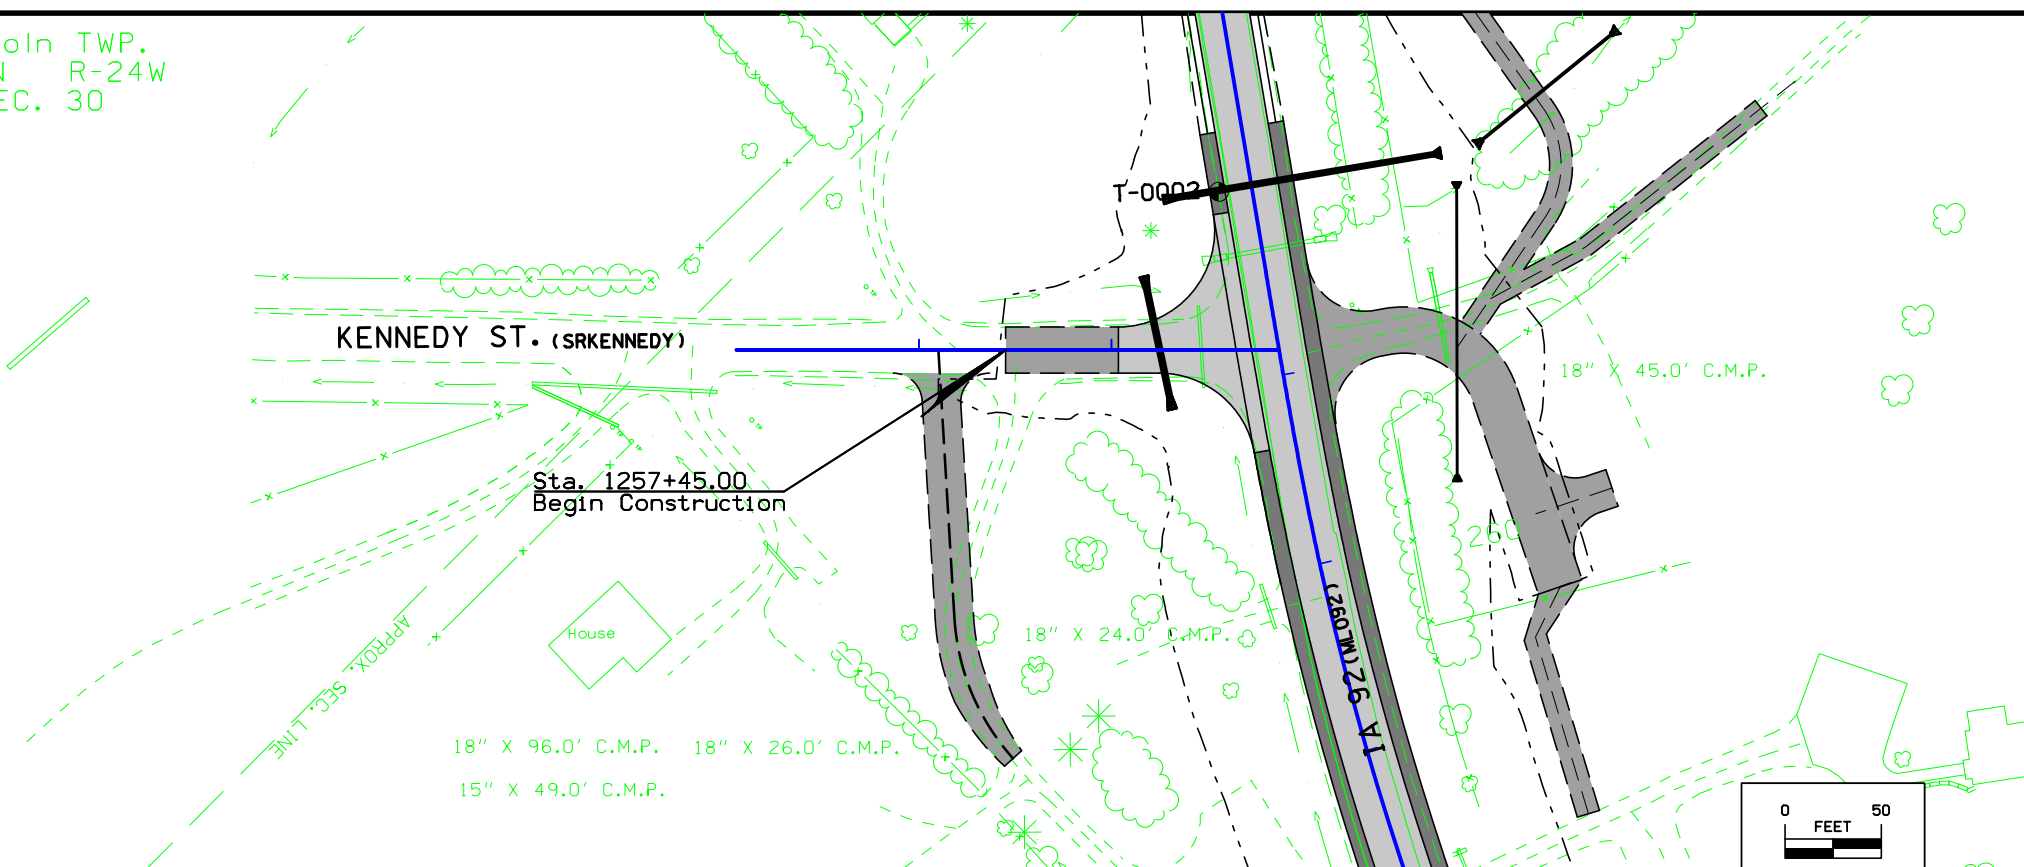 oln TWP.
N R-24W
EC. 30
T-0002
KENNEDY ST. (SRKENNEDY)
18" X 45.0' C.M.P.
Sta. 1257+45.00
Begin Construction
260
House
18" X 24.0' C.M.P.
IA 92 (ML092)
APPROX. SEC. LINE
18" X 96.0' C.M.P. 18" X 26.0' C.M.P.
15" X 49.0' C.M.P.
0 50
FEET